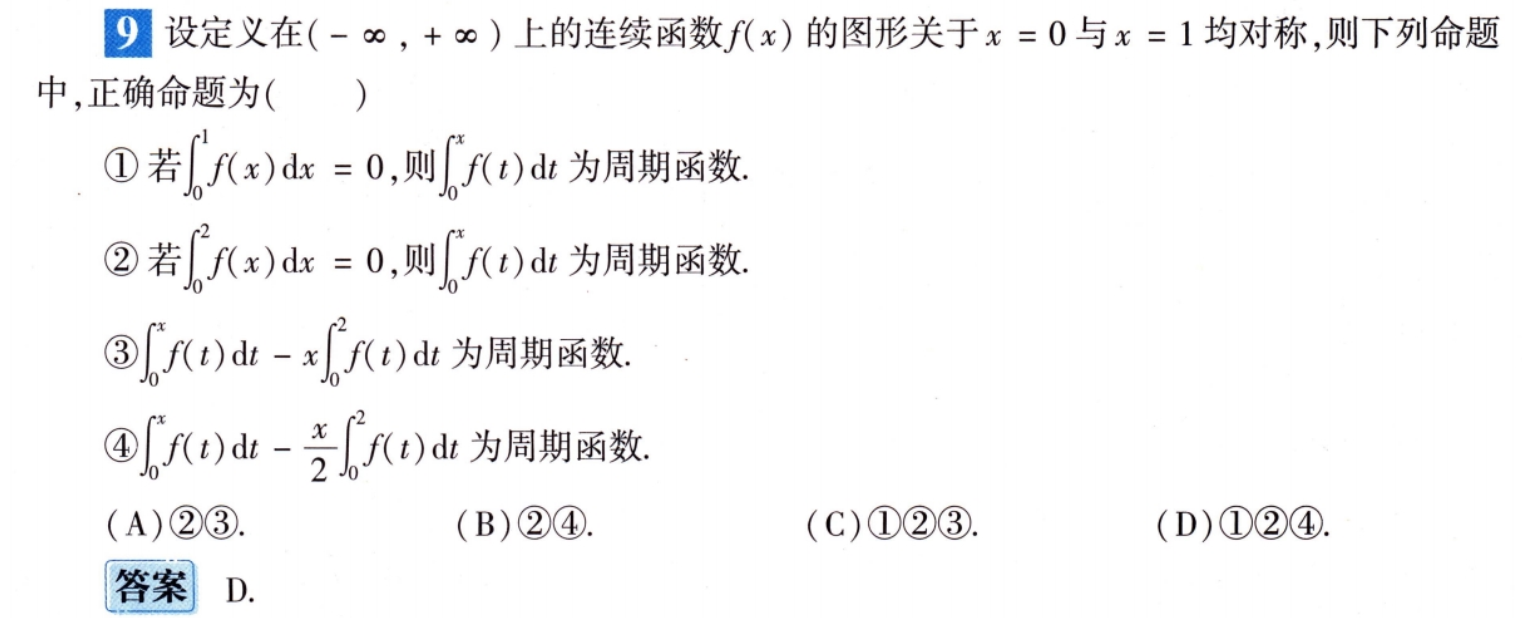 9 设定义在(-∞,+∞)上的连续函数f(x)的图形关于x=0与x=1均对称,则下列命题
中,正确命题为(  )
①若∫₀¹f(x)dx=0,则∫₀ˣf(t)dt为周期函数.
②若∫₀²f(x)dx=0,则∫₀ˣf(t)dt为周期函数.
③∫₀ˣf(t)dt-x∫₀²f(t)dt为周期函数.
④∫₀ˣf(t)dt-x/2∫₀²f(t)dt为周期函数.
(A)②③. (B)②④. (C)①②③. (D)①②④.
答案 D.